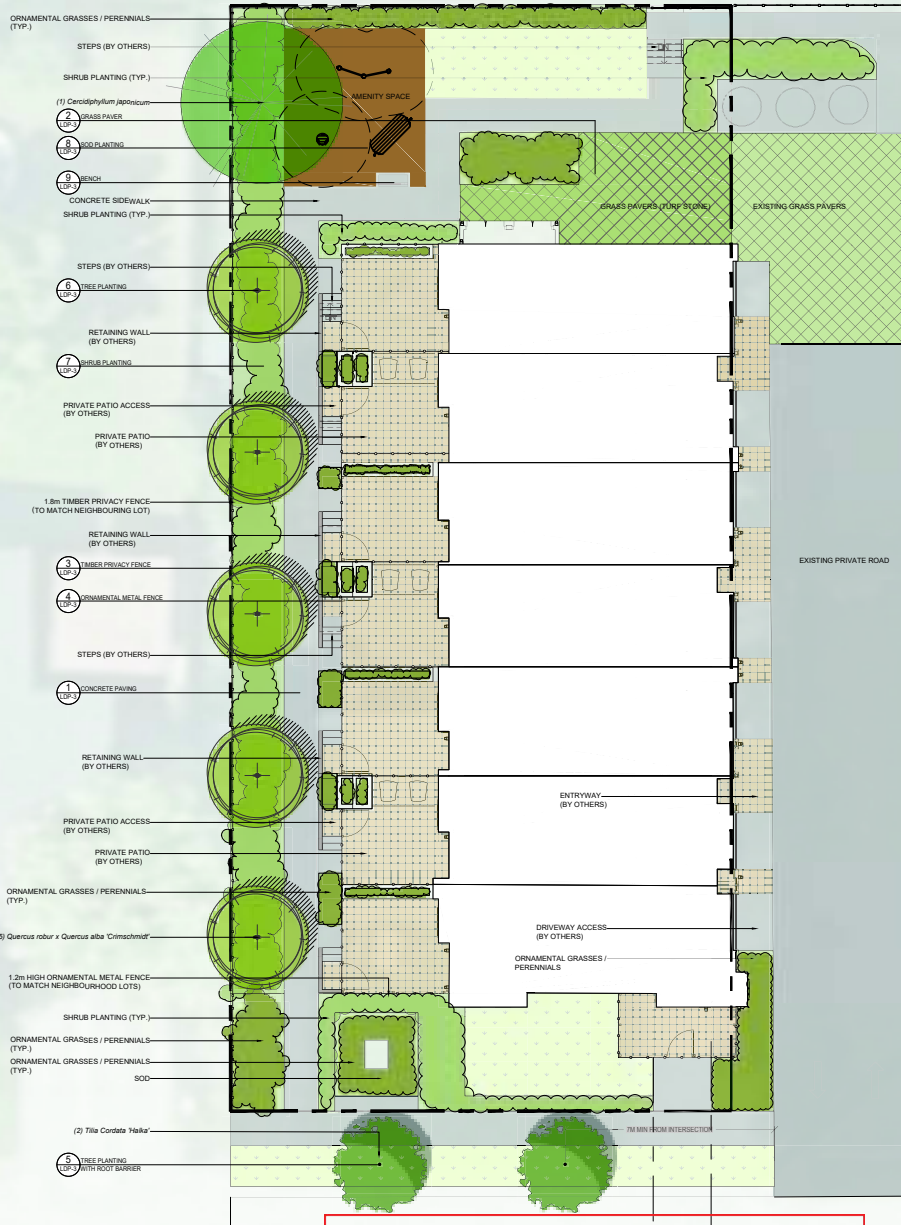 ORNAMENTAL GRASSES / PERENNIALS
(TYP.)
STEPS (BY OTHERS)
SHRUB PLANTING (TYP.)
AMENITY SPACE
(1) Cercidiphyllum japonicum
2
LDP-3
GRASS PAVER
8
LDP-3
SOD PLANTING
9
LDP-3
BENCH
CONCRETE SIDEWALK
SHRUB PLANTING (TYP.)
GRASS PAVERS (TURF STONE)
EXISTING GRASS PAVERS
STEPS (BY OTHERS)
6
LDP-3
TREE PLANTING
RETAINING WALL
(BY OTHERS)
7
LDP-3
SHRUB PLANTING
PRIVATE PATIO ACCESS
(BY OTHERS)
PRIVATE PATIO
(BY OTHERS)
1.8m TIMBER PRIVACY FENCE
(TO MATCH NEIGHBOURING LOT)
RETAINING WALL
(BY OTHERS)
EXISTING PRIVATE ROAD
3
LDP-3
TIMBER PRIVACY FENCE
4
LDP-3
ORNAMENTAL METAL FENCE
STEPS (BY OTHERS)
1
LDP-3
CONCRETE PAVING
RETAINING WALL
(BY OTHERS)
ENTRYWAY
(BY OTHERS)
PRIVATE PATIO ACCESS
(BY OTHERS)
PRIVATE PATIO
(BY OTHERS)
ORNAMENTAL GRASSES / PERENNIALS
(TYP.)
DRIVEWAY ACCESS
(BY OTHERS)
Quercus robur x Quercus alba 'Crimschmidt'
ORNAMENTAL GRASSES /
PERENNIALS
1.2m HIGH ORNAMENTAL METAL FENCE
(TO MATCH NEIGHBOURHOOD LOTS)
SHRUB PLANTING (TYP.)
ORNAMENTAL GRASSES / PERENNIALS
(TYP.)
ORNAMENTAL GRASSES / PERENNIALS
(TYP.)
SOD
(2) Tilia Cordata 'Halka'
7M MIN FROM INTERSECTION
5
LDP-3
TREE PLANTING
WITH ROOT BARRIER